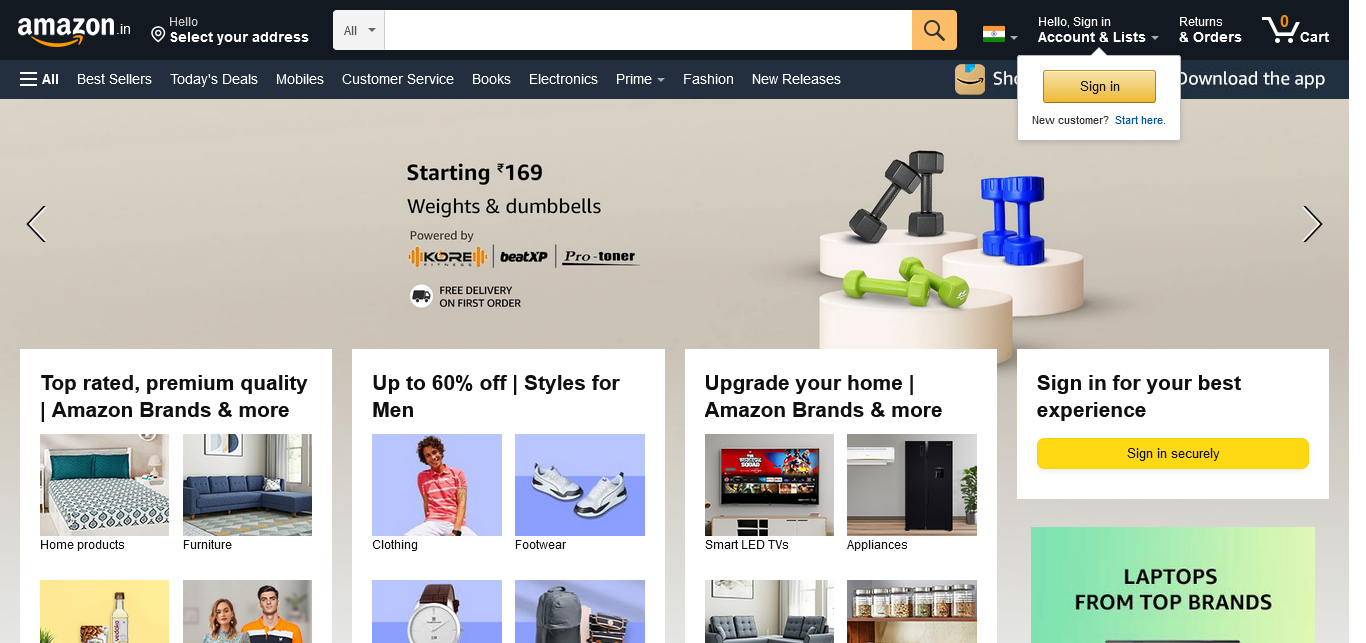 amazon.in
Hello
Select your address
All
Hello, Sign in
Account & Lists
Returns
& Orders
0
Cart
All
Best Sellers
Today's Deals
Mobiles
Customer Service
Books
Electronics
Prime
Fashion
New Releases
Download the app
Sign in
New customer? Start here.
Starting ₹169
Weights & dumbbells
Powered by
KORE FITNESS
beatXP
Pro-toner
FREE DELIVERY
ON FIRST ORDER
Top rated, premium quality
| Amazon Brands & more
Home products
Furniture
Up to 60% off | Styles for
Men
Clothing
Footwear
Upgrade your home |
Amazon Brands & more
Smart LED TVs
Appliances
Sign in for your best
experience
Sign in securely
LAPTOPS
FROM TOP BRANDS